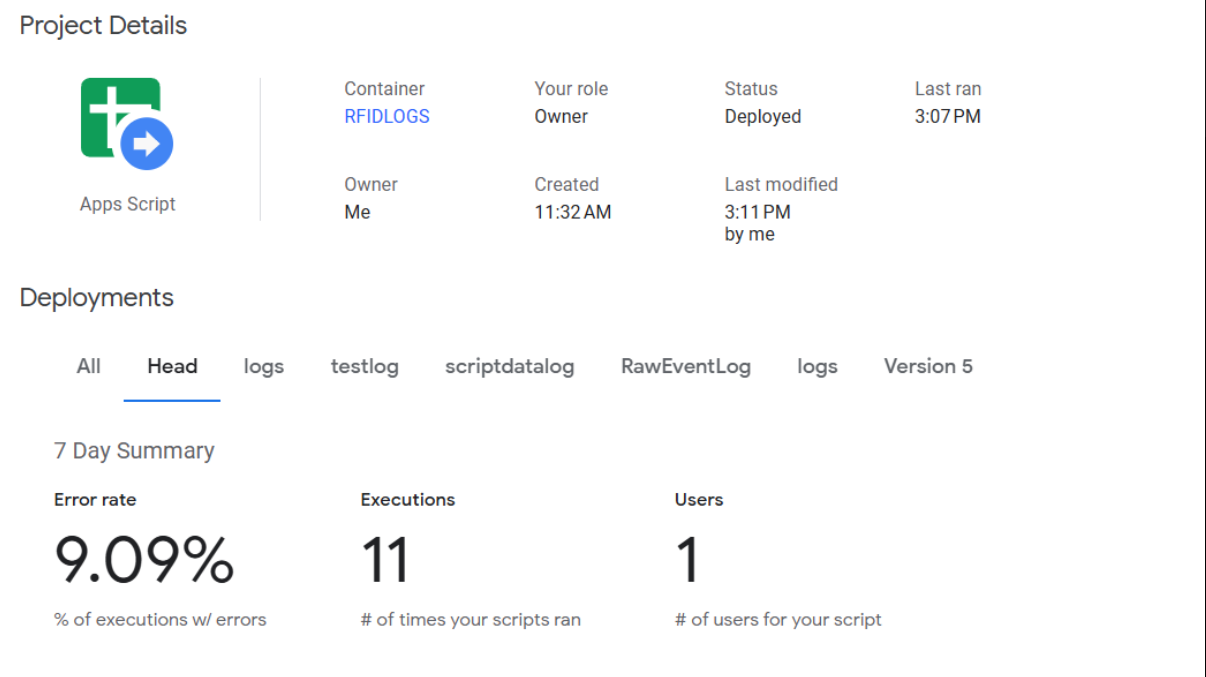 Project Details
Container Your role Status Last ran
RFIDLOGS Owner Deployed 3:07 PM
Apps Script
Owner Created Last modified
Me 11:32 AM 3:11 PM
by me
Deployments
All Head logs testlog scriptdatalog RawEventLog logs Version 5
7 Day Summary
Error rate Executions Users
9.09% 11 1
% of executions w/ errors # of times your scripts ran # of users for your script